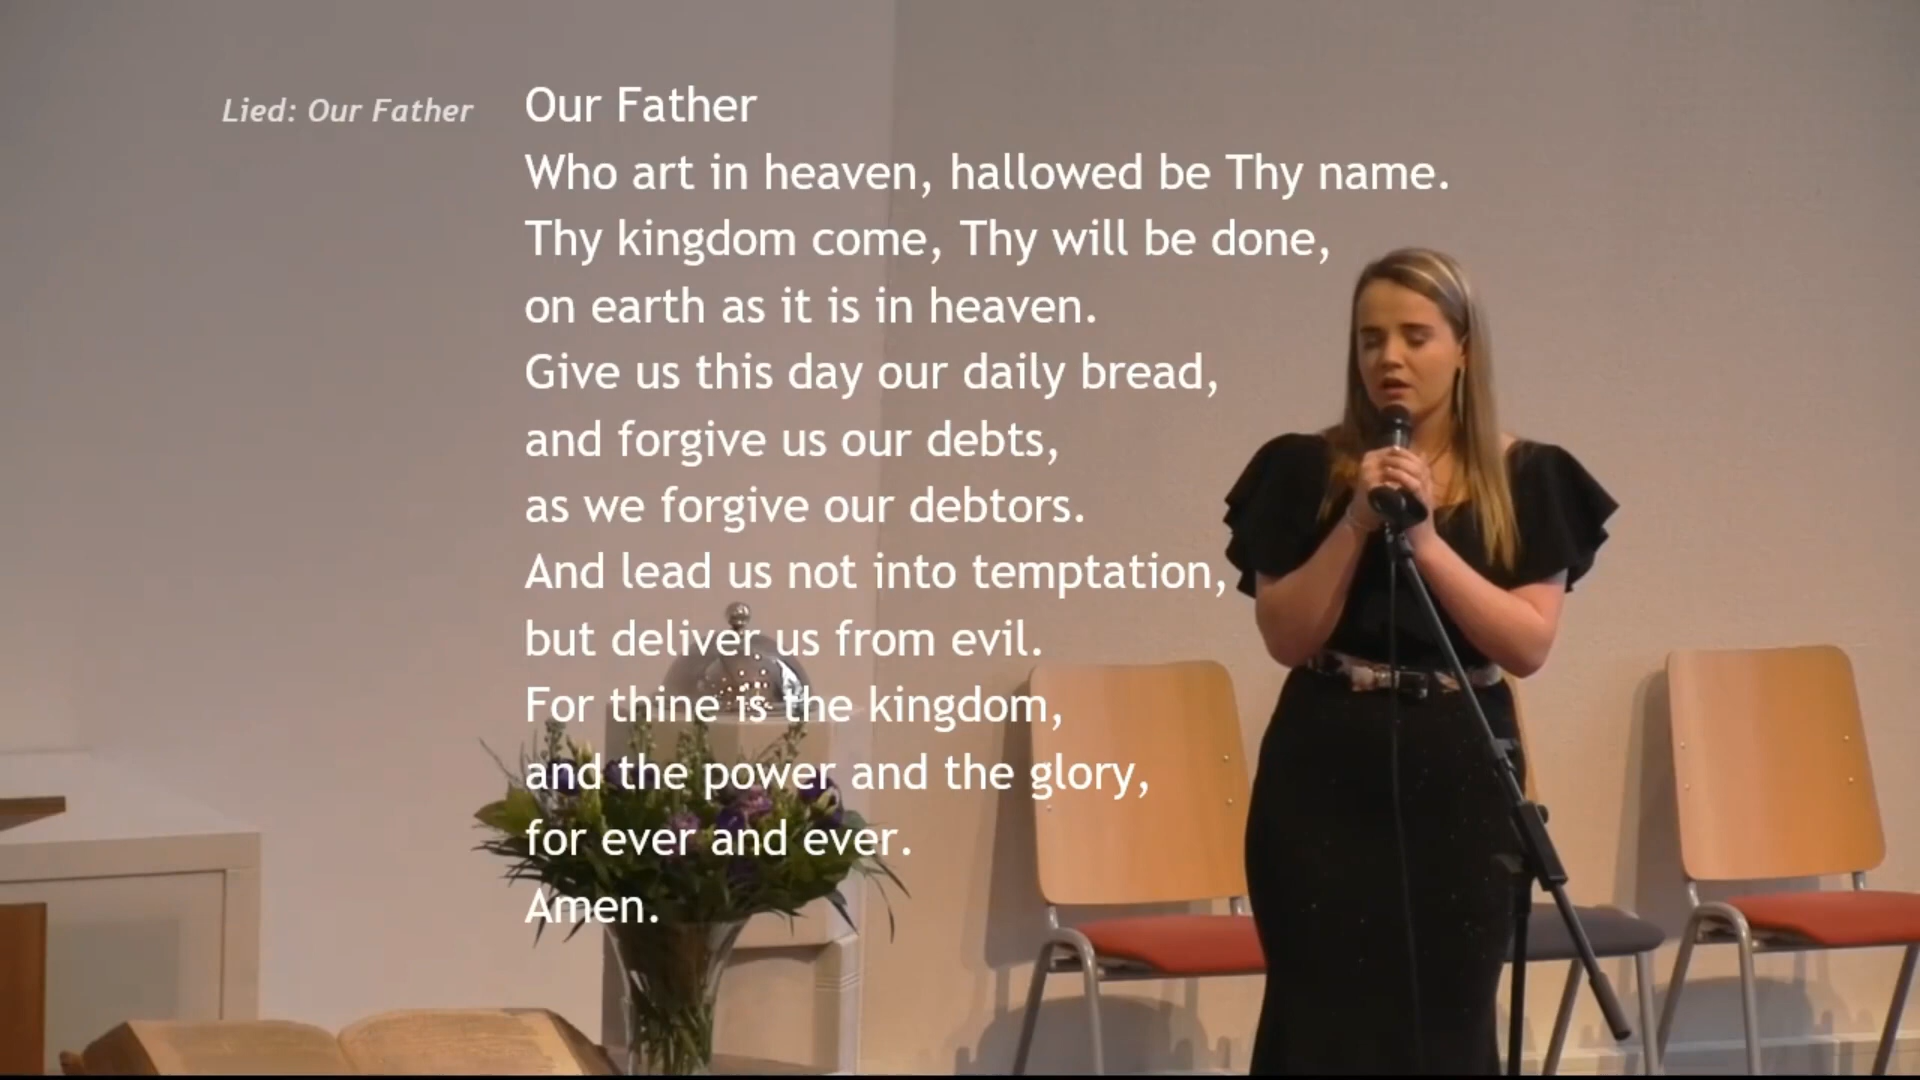 Lied: Our Father
Our Father
Who art in heaven, hallowed be Thy name.
Thy kingdom come, Thy will be done,
on earth as it is in heaven.
Give us this day our daily bread,
and forgive us our debts,
as we forgive our debtors.
And lead us not into temptation,
but deliver us from evil.
For thine is the kingdom,
and the power and the glory,
for ever and ever.
Amen.